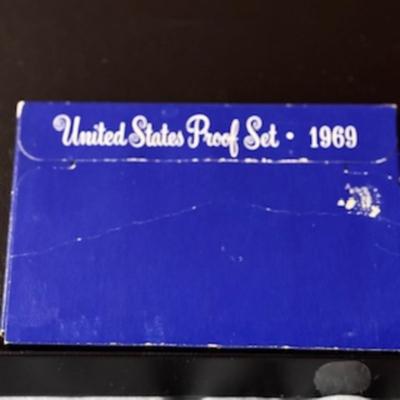 United States Proof Set · 1969